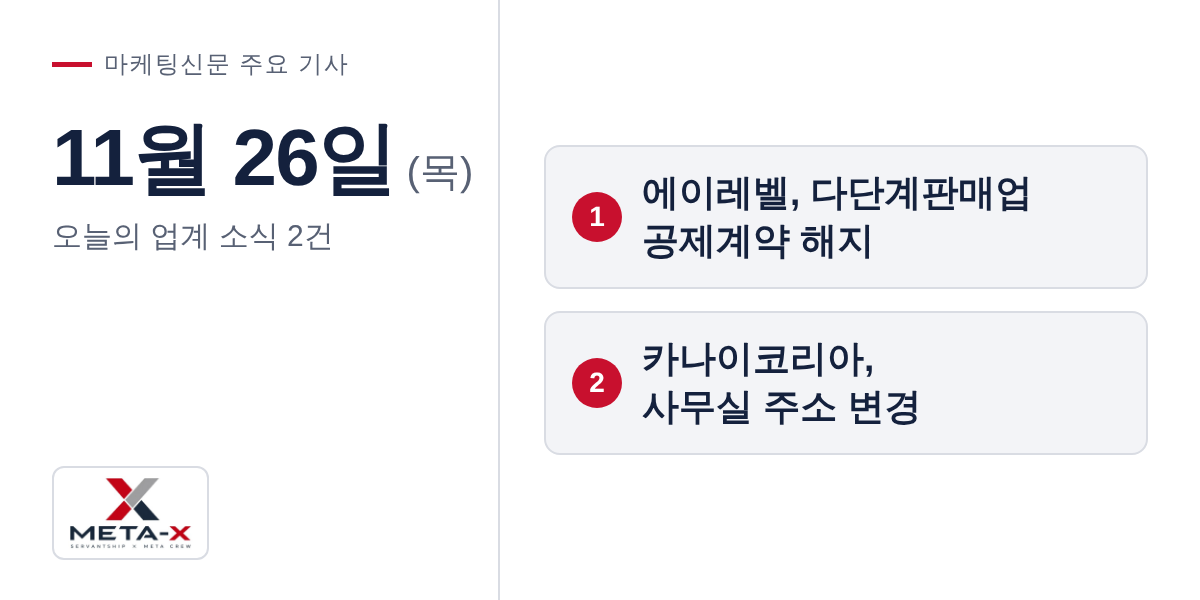 마케팅신문 주요 기사
11월 26일 (목)
오늘의 업계 소식 2건
META-X
SERVANTSHIP × META CREW
1
에이레벨, 다단계판매업
공제계약 해지
2
카나이코리아,
사무실 주소 변경